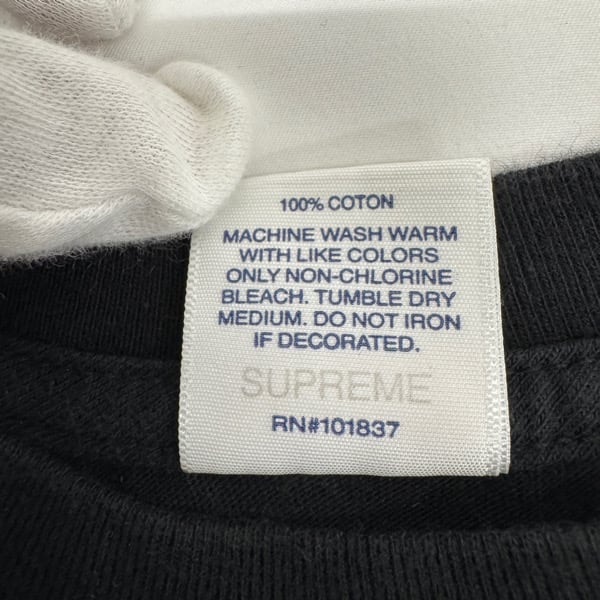 100% COTON
MACHINE WASH WARM
WITH LIKE COLORS
ONLY NON-CHLORINE
BLEACH. TUMBLE DRY
MEDIUM. DO NOT IRON
IF DECORATED.
SUPREME
RN#101837